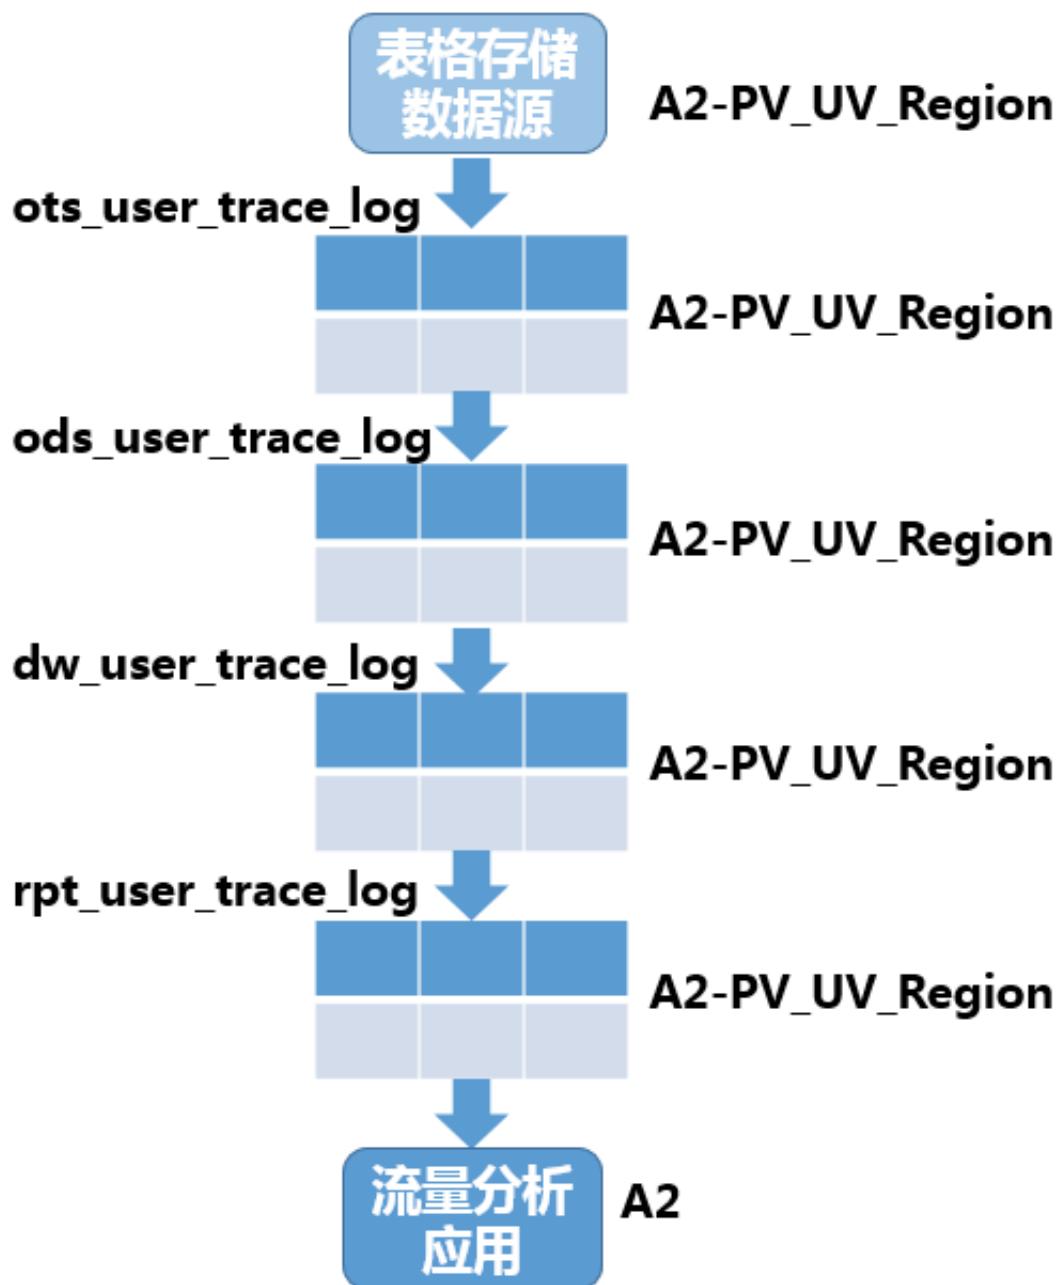 表格存储
数据源
A2-PV_UV_Region
ots_user_trace_log
A2-PV_UV_Region
ods_user_trace_log
A2-PV_UV_Region
dw_user_trace_log
A2-PV_UV_Region
rpt_user_trace_log
A2-PV_UV_Region
流量分析
应用
A2